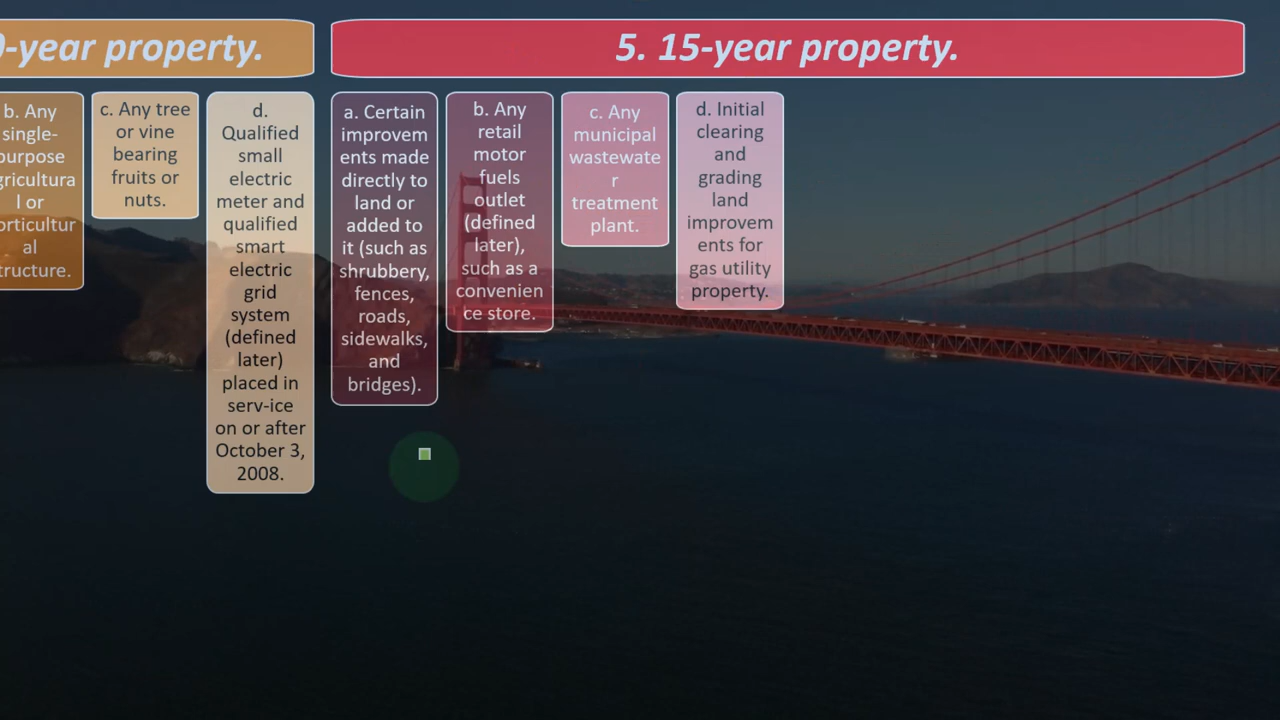 -year property.
5. 15-year property.
b. Any
single-
purpose
gricultura
l or
orticultur
al
tructure.
c. Any tree
or vine
bearing
fruits or
nuts.
d.
Qualified
small
electric
meter and
qualified
smart
electric
grid
system
(defined
later)
placed in
serv-ice
on or after
October 3,
2008.
a. Certain
improvem
ents made
directly to
land or
added to
it (such as
shrubbery,
fences,
roads,
sidewalks,
and
bridges).
b. Any
retail
motor
fuels
outlet
(defined
later),
such as a
convenien
ce store.
c. Any
municipal
wastewate
r
treatment
plant.
d. Initial
clearing
and
grading
land
improvem
ents for
gas utility
property.